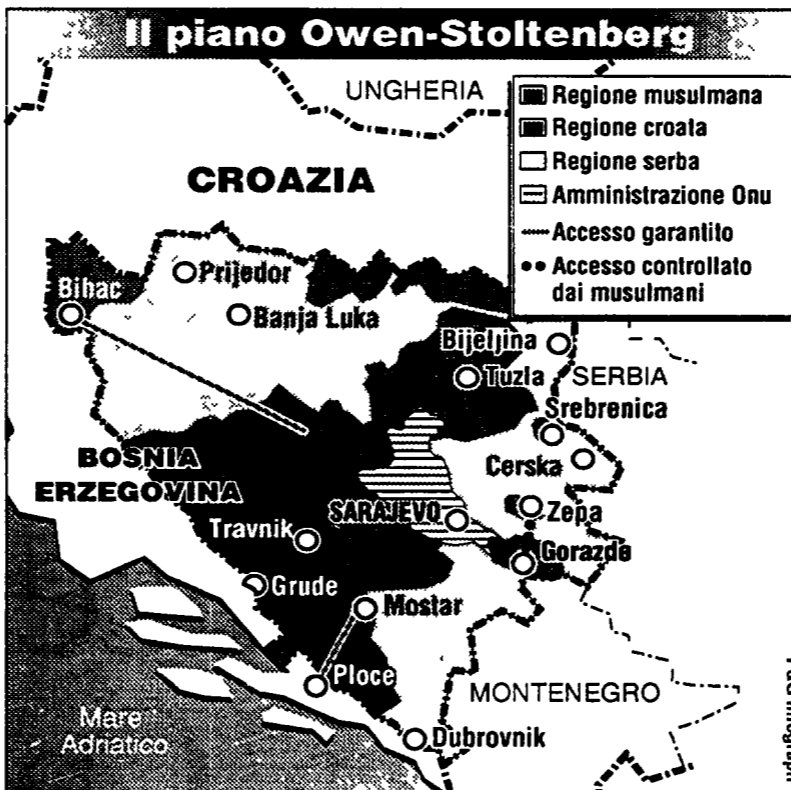 Il piano Owen-Stoltenberg
UNGHERIA
Regione musulmana
Regione croata
Regione serba
Amministrazione Onu
Accesso garantito
Accesso controllato
dai musulmani
CROAZIA
Prijedor
Bihac
Banja Luka
Bijeljina
Tuzla
SERBIA
Srebrenica
BOSNIA
ERZEGOVINA
Cerska
SARAJEVO
Zepa
Travnik
Gorazde
Grude
Mostar
Ploce
MONTENEGRO
Mare
Adriatico
Dubrovnik